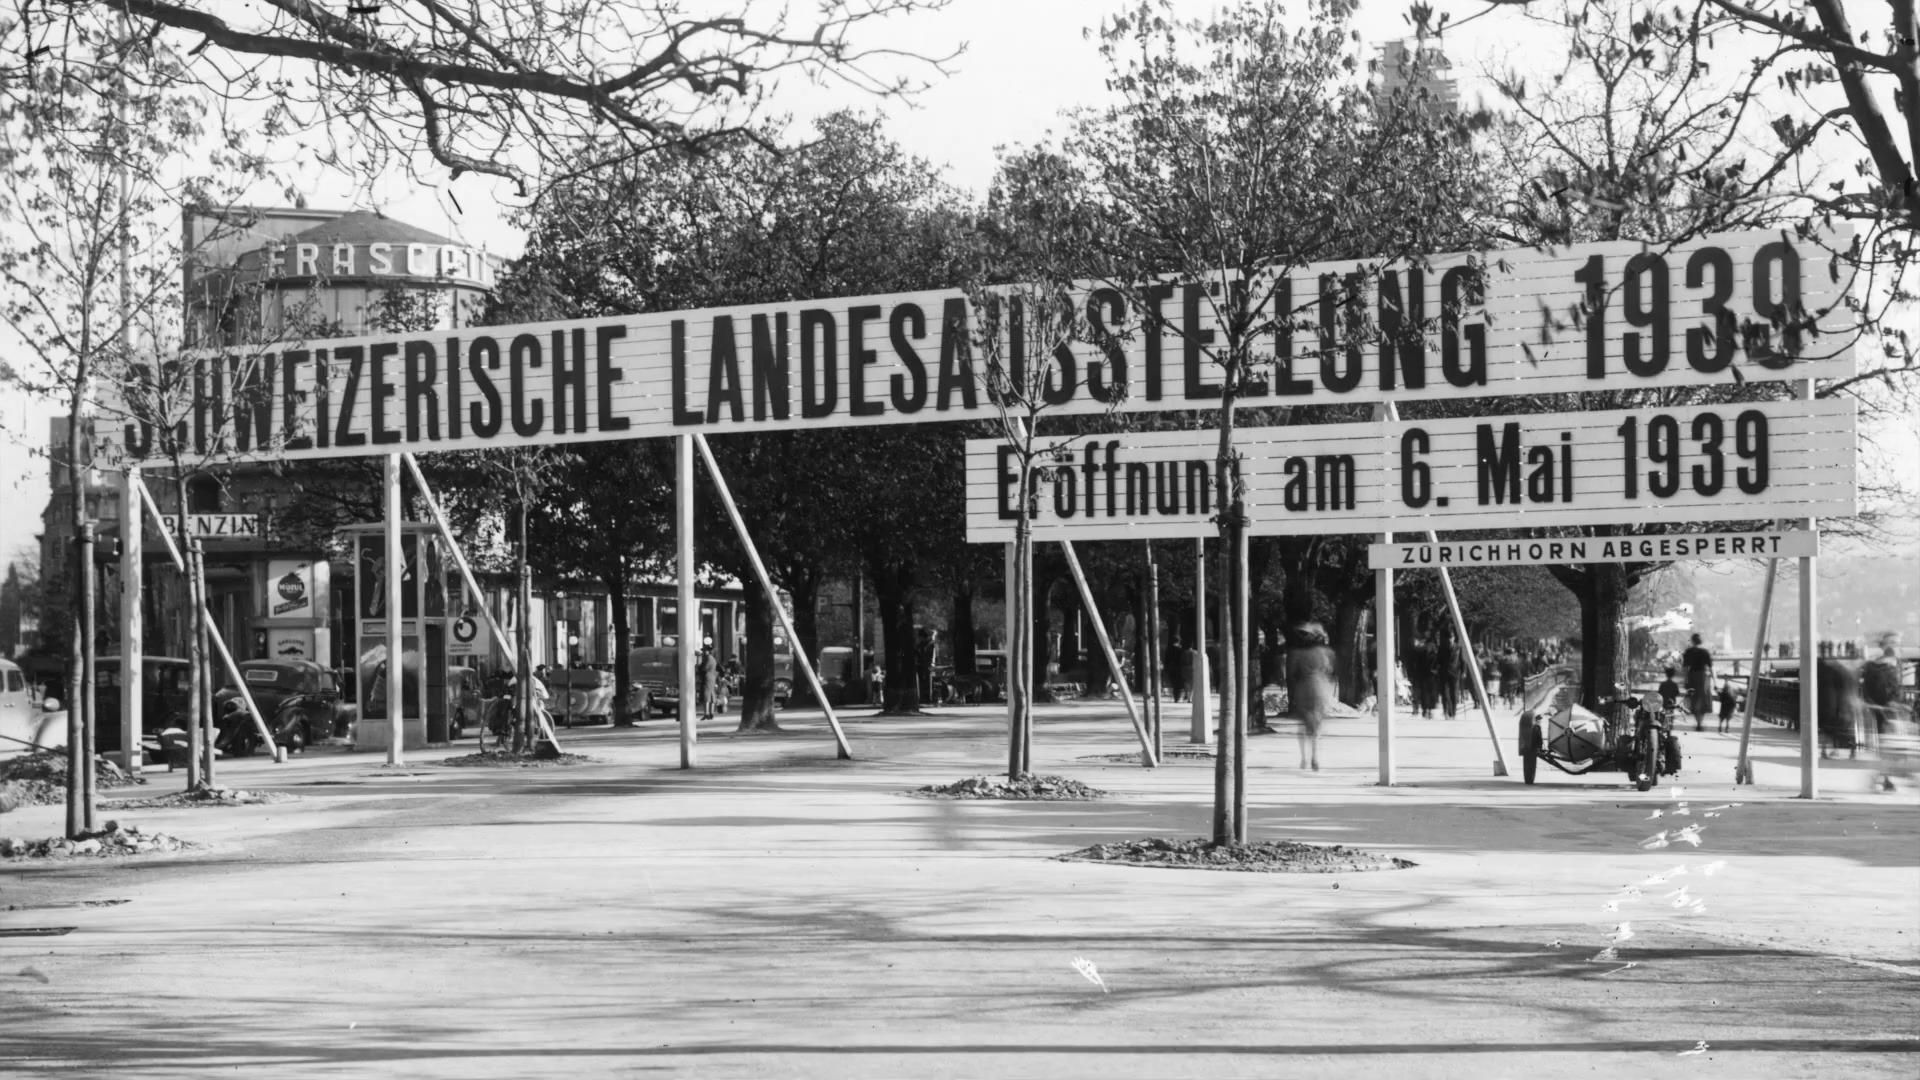 FRASCATI
SCHWEIZERISCHE LANDESAUSSTELLUNG 1939
Eröffnung am 6. Mai 1939
ZÜRICHHORN ABGESPERRT
BENZIN